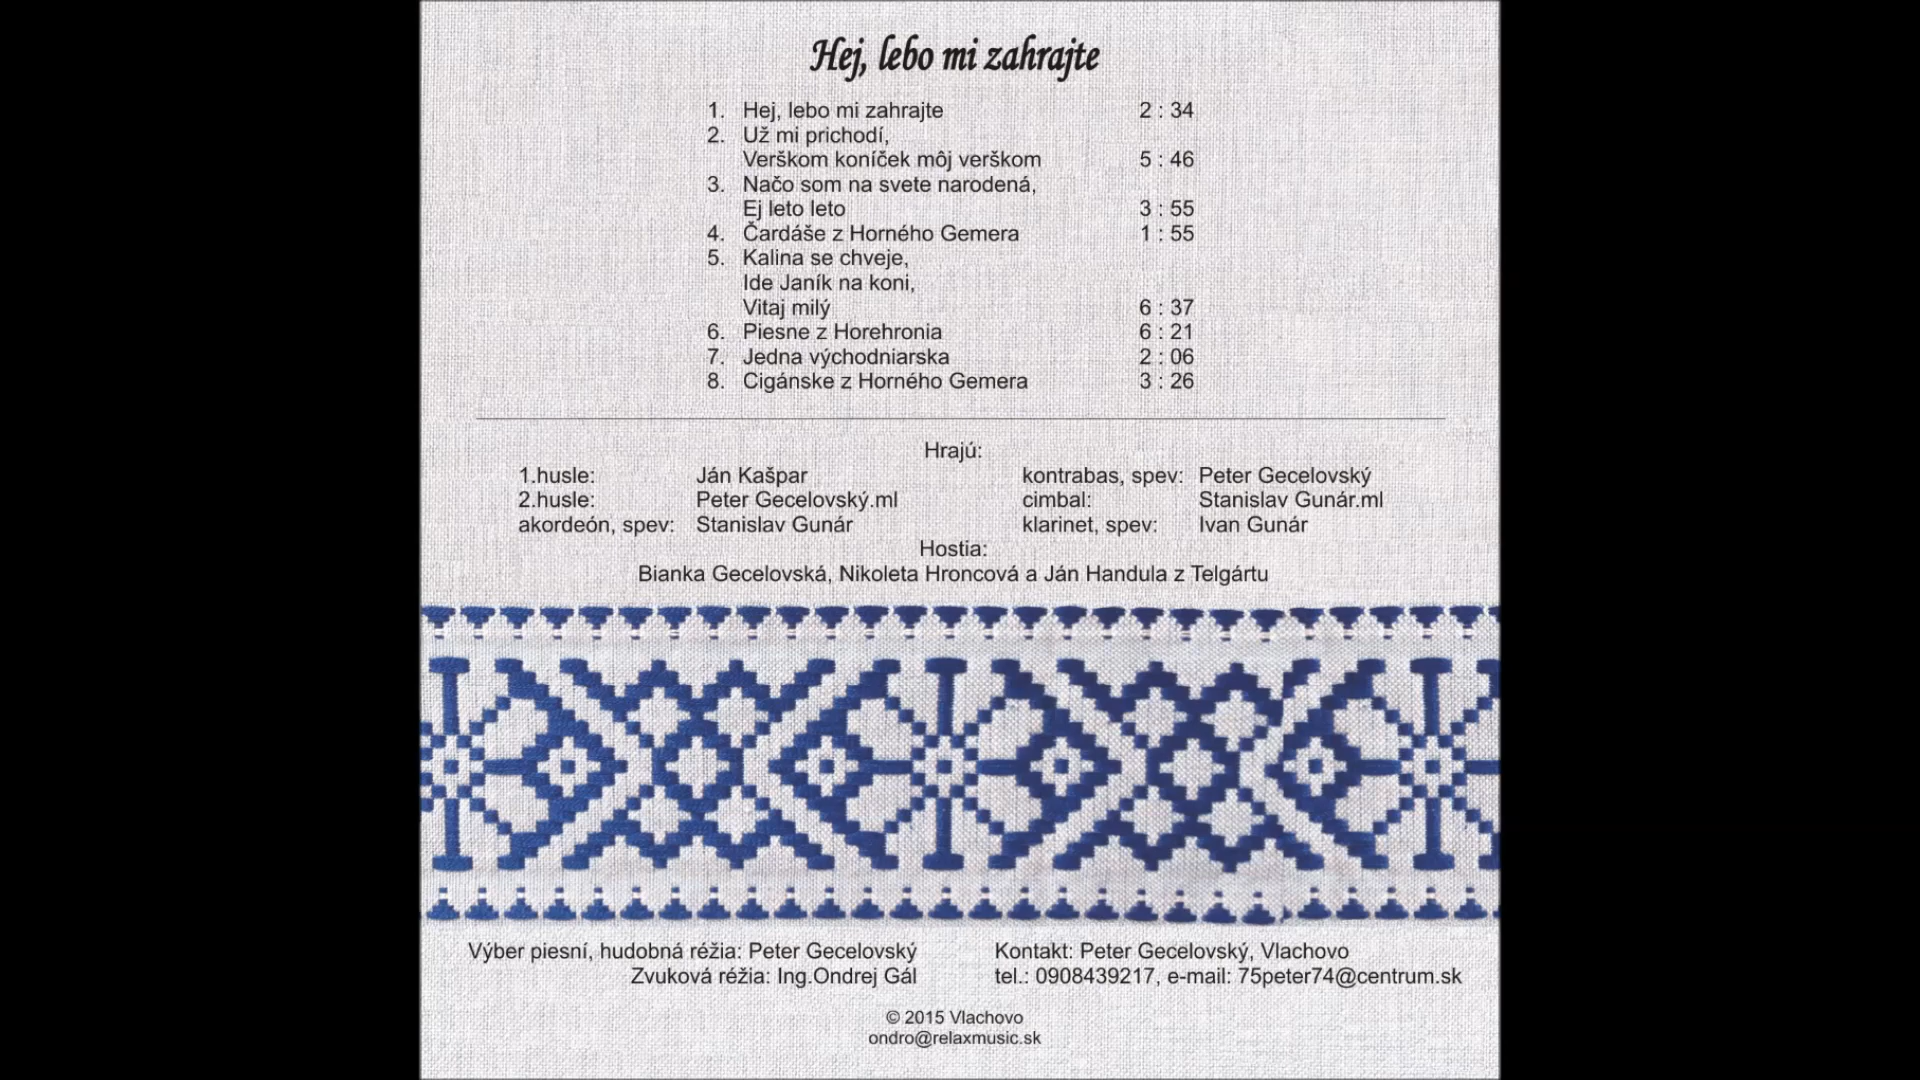 Hej, lebo mi zahrajte
1. Hej, lebo mi zahrajte 2 : 34
2. Už mi prichodí,
Verškom koníček môj verškom 5 : 46
3. Načo som na svete narodená,
Ej leto leto 3 : 55
4. Čardáše z Horného Gemera 1 : 55
5. Kalina se chveje,
Ide Janík na koni,
Vitaj milý 6 : 37
6. Piesne z Horehronia 6 : 21
7. Jedna východniarska 2 : 06
8. Cigánske z Horného Gemera 3 : 26
Hrajú:
1.husle: Ján Kašpar kontrabas, spev: Peter Gecelovský
2.husle: Peter Gecelovský.ml cimbal: Stanislav Gunár.ml
akordeón, spev: Stanislav Gunár klarinet, spev: Ivan Gunár
Hostia:
Bianka Gecelovská, Nikoleta Hroncová a Ján Handula z Telgártu
Výber piesní, hudobná réžia: Peter Gecelovský
Zvuková réžia: Ing.Ondrej Gál
Kontakt: Peter Gecelovský, Vlachovo
tel.: 0908439217, e-mail: 75peter74@centrum.sk
© 2015 Vlachovo
ondro@relaxmusic.sk